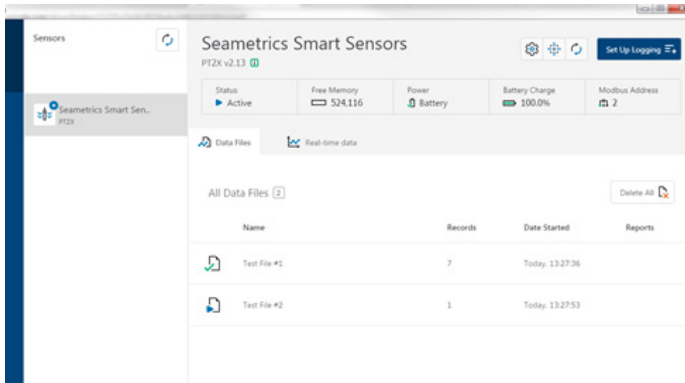 Sensors
Seametrics Smart Sen..
PT2X
Seametrics Smart Sensors
PT2X v2.13
Set Up Logging
Status
Active
Free Memory
524,116
Power
Battery
Battery Charge
100.0%
Modbus Address
2
Data Files
Real-time data
All Data Files 2
Delete All
Name Records Date Started Reports
Test File #1 7 Today, 13:27:36
Test File #2 1 Today, 13:27:53